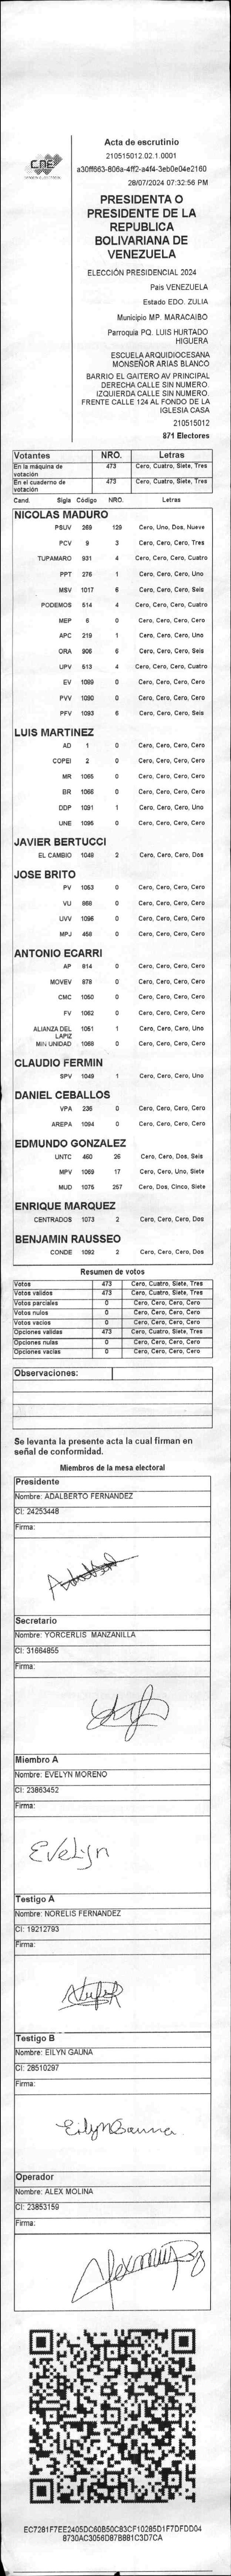 CNE
Acta de escrutinio
210515012.02.1.0001
a30ff663-806a-4ff2-a4f4-3eb0e04e2160
28/07/2024 07:32:56 PM
PRESIDENTA O
PRESIDENTE DE LA
REPUBLICA
BOLIVARIANA DE
VENEZUELA
ELECCIÓN PRESIDENCIAL 2024
Pais VENEZUELA
Estado EDO. ZULIA
Municipio MP. MARACAIBO
Parroquia PQ. LUIS HURTADO
HIGUERA
ESCUELA ARQUIDIOCESANA
MONSEÑOR ARIAS BLANCO
BARRIO EL GAITERO AV PRINCIPAL
DERECHA CALLE SIN NUMERO.
IZQUIERDA CALLE SIN NUMERO.
FRENTE CALLE 124 AL FONDO DE LA
IGLESIA CASA
210515012
871 Electores
Votantes NRO. Letras
En la máquina de votación 473 Cero, Cuatro, Siete, Tres
En el cuaderno de votación 473 Cero, Cuatro, Siete, Tres
Cand. Sigla Código NRO. Letras
NICOLAS MADURO
PSUV 269 129 Cero, Uno, Dos, Nueve
PCV 9 3 Cero, Cero, Cero, Tres
TUPAMARO 931 4 Cero, Cero, Cero, Cuatro
PPT 276 1 Cero, Cero, Cero, Uno
MSV 1017 6 Cero, Cero, Cero, Seis
PODEMOS 514 4 Cero, Cero, Cero, Cuatro
MEP 6 0 Cero, Cero, Cero, Cero
APC 219 1 Cero, Cero, Cero, Uno
ORA 906 6 Cero, Cero, Cero, Seis
UPV 513 4 Cero, Cero, Cero, Cuatro
EV 1089 0 Cero, Cero, Cero, Cero
PVV 1090 0 Cero, Cero, Cero, Cero
PFV 1093 6 Cero, Cero, Cero, Seis
LUIS MARTINEZ
AD 1 0 Cero, Cero, Cero, Cero
COPEI 2 0 Cero, Cero, Cero, Cero
MR 1065 0 Cero, Cero, Cero, Cero
BR 1066 0 Cero, Cero, Cero, Cero
DDP 1091 1 Cero, Cero, Cero, Uno
UNE 1095 0 Cero, Cero, Cero, Cero
JAVIER BERTUCCI
EL CAMBIO 1048 2 Cero, Cero, Cero, Dos
JOSE BRITO
PV 1053 0 Cero, Cero, Cero, Cero
VU 868 0 Cero, Cero, Cero, Cero
UVV 1096 0 Cero, Cero, Cero, Cero
MPJ 458 0 Cero, Cero, Cero, Cero
ANTONIO ECARRI
AP 814 0 Cero, Cero, Cero, Cero
MOVEV 878 0 Cero, Cero, Cero, Cero
CMC 1050 0 Cero, Cero, Cero, Cero
FV 1062 0 Cero, Cero, Cero, Cero
ALIANZA DEL LAPIZ 1051 1 Cero, Cero, Cero, Uno
MIN UNIDAD 1068 0 Cero, Cero, Cero, Cero
CLAUDIO FERMIN
SPV 1049 1 Cero, Cero, Cero, Uno
DANIEL CEBALLOS
VPA 236 0 Cero, Cero, Cero, Cero
AREPA 1094 0 Cero, Cero, Cero, Cero
EDMUNDO GONZALEZ
UNTC 460 26 Cero, Cero, Dos, Seis
MPV 1069 17 Cero, Cero, Uno, Siete
MUD 1075 257 Cero, Dos, Cinco, Siete
ENRIQUE MARQUEZ
CENTRADOS 1073 2 Cero, Cero, Cero, Dos
BENJAMIN RAUSSEO
CONDE 1092 2 Cero, Cero, Cero, Dos
Resumen de votos
Votos 473 Cero, Cuatro, Siete, Tres
Votos validos 473 Cero, Cuatro, Siete, Tres
Votos parciales 0 Cero, Cero, Cero, Cero
Votos nulos 0 Cero, Cero, Cero, Cero
Votos vacios 0 Cero, Cero, Cero, Cero
Opciones validas 473 Cero, Cuatro, Siete, Tres
Opciones nulas 0 Cero, Cero, Cero, Cero
Opciones vacias 0 Cero, Cero, Cero, Cero
Observaciones:
Se levanta la presente acta la cual firman en
señal de conformidad.
Miembros de la mesa electoral
Presidente
Nombre: ADALBERTO FERNANDEZ
CI: 24253448
Firma:
Secretario
Nombre: YORCERLIS MANZANILLA
CI: 31664855
Firma:
Miembro A
Nombre: EVELYN MORENO
CI: 23863452
Firma:
Evelyn
Testigo A
Nombre: NORELIS FERNANDEZ
CI: 19212793
Firma:
Testigo B
Nombre: EILYN GAUNA
CI: 28510297
Firma:
Eilyn Gauna
Operador
Nombre: ALEX MOLINA
CI: 23853159
Firma:
EC7281F7EE2405DC60B50C83CF10285D1F7DFDD04
8730AC3056D87B881C3D7CA